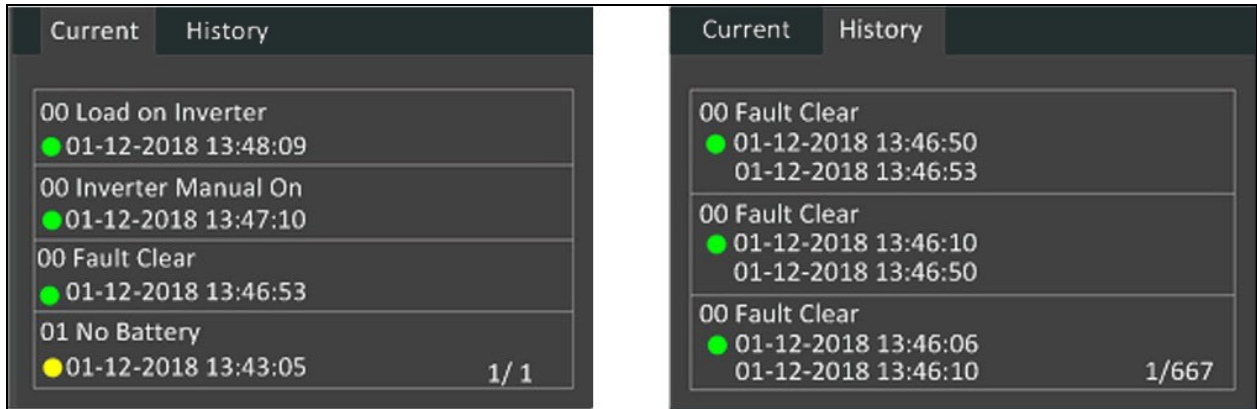 Current History
00 Load on Inverter
01-12-2018 13:48:09
00 Inverter Manual On
01-12-2018 13:47:10
00 Fault Clear
01-12-2018 13:46:53
01 No Battery
01-12-2018 13:43:05 1/ 1
Current History
00 Fault Clear
01-12-2018 13:46:50
01-12-2018 13:46:53
00 Fault Clear
01-12-2018 13:46:10
01-12-2018 13:46:50
00 Fault Clear
01-12-2018 13:46:06
01-12-2018 13:46:10 1/667